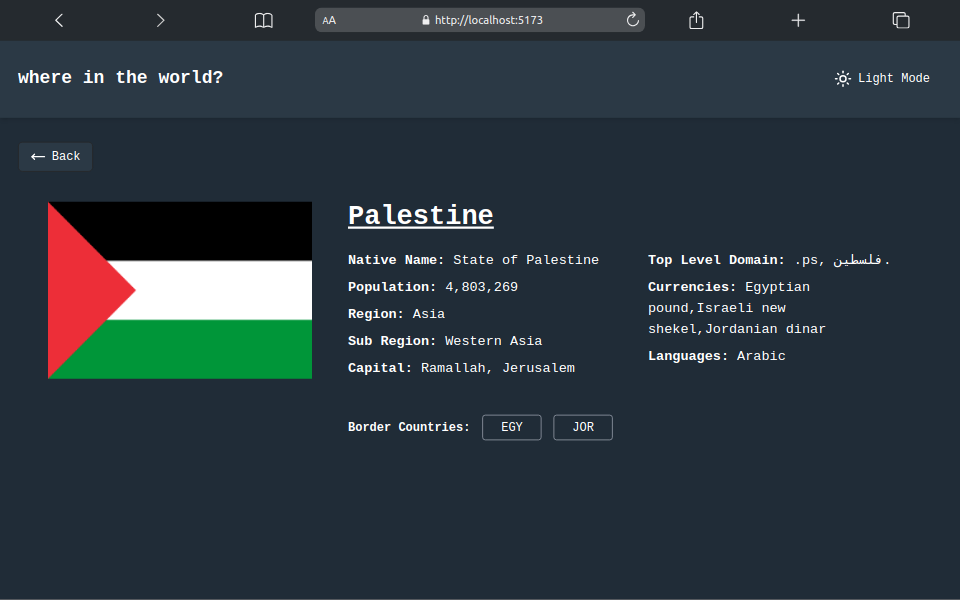 AA http://localhost:5173
where in the world?
Light Mode
Back
Palestine
Native Name: State of Palestine
Population: 4,803,269
Region: Asia
Sub Region: Western Asia
Capital: Ramallah, Jerusalem
Top Level Domain: .ps, فلسطين.
Currencies: Egyptian
pound,Israeli new
shekel,Jordanian dinar
Languages: Arabic
Border Countries: EGY JOR